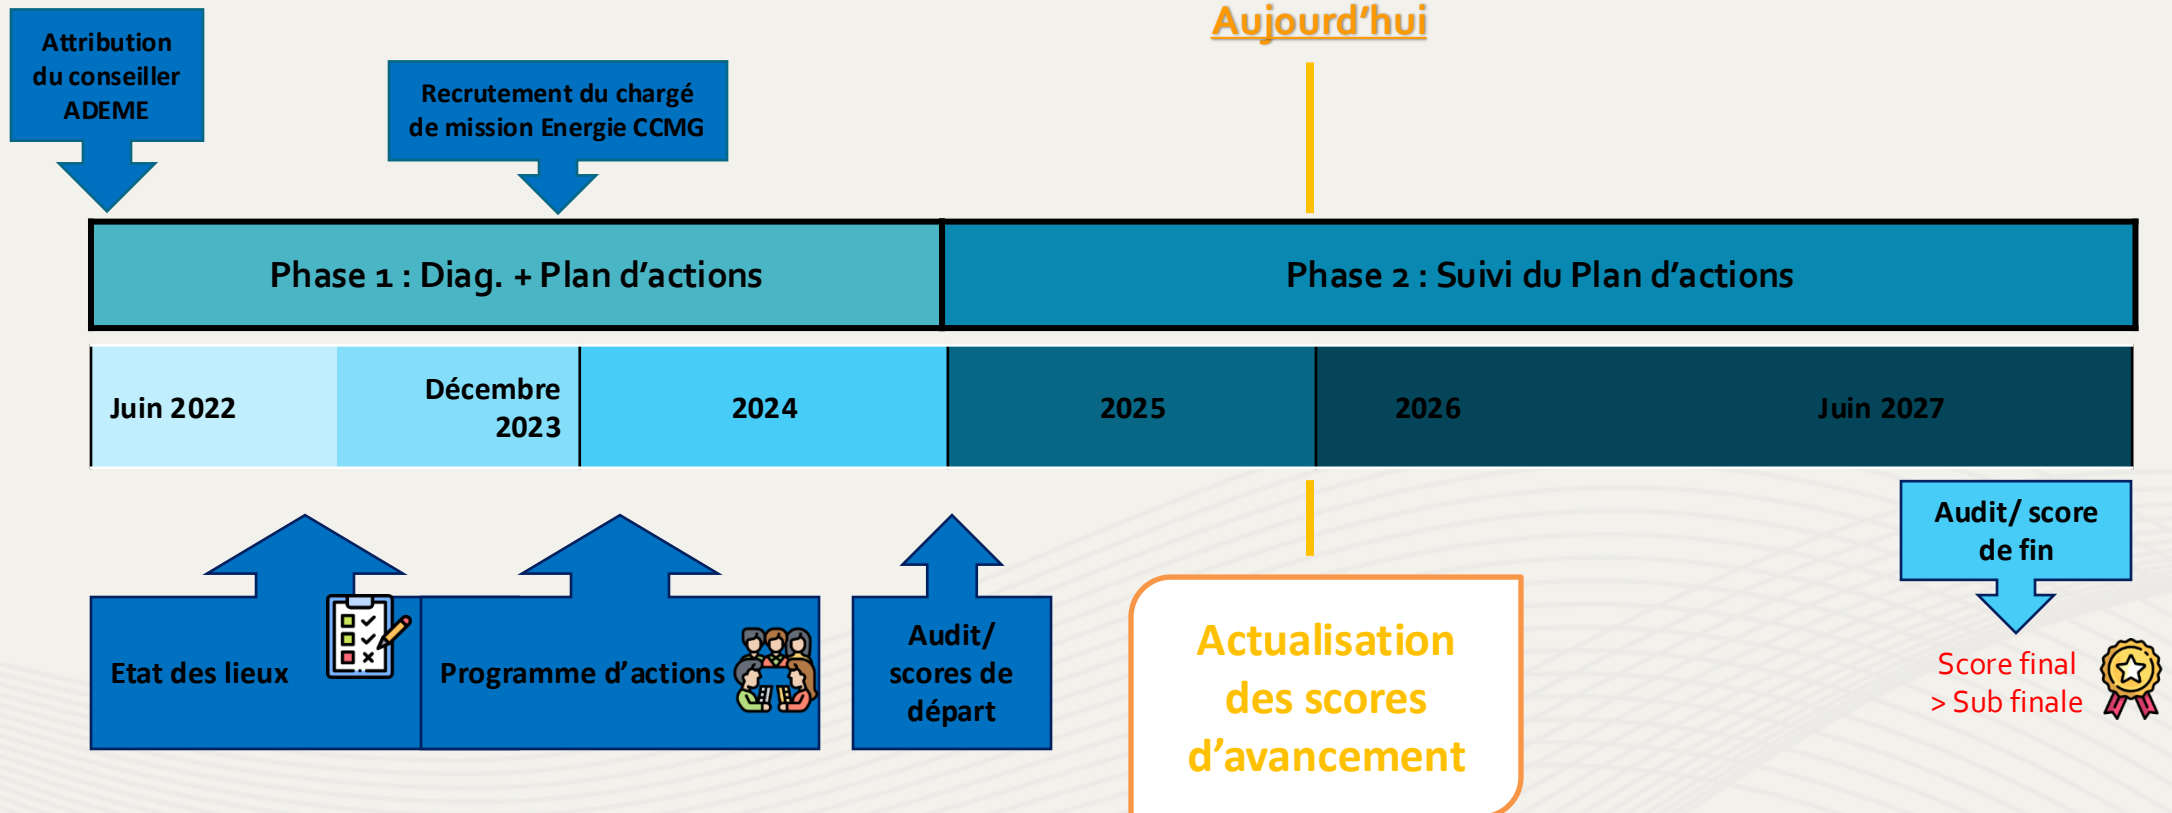 Aujourd’hui
Attribution
du conseiller
ADEME
Recrutement du chargé
de mission Energie CCMG
Phase 1 : Diag. + Plan d’actions
Phase 2 : Suivi du Plan d’actions
Juin 2022
Décembre
2023
2024
2025
2026
Juin 2027
Etat des lieux
Programme d’actions
Audit/
scores de
départ
Actualisation
des scores
d’avancement
Audit/ score
de fin
Score final
> Sub finale